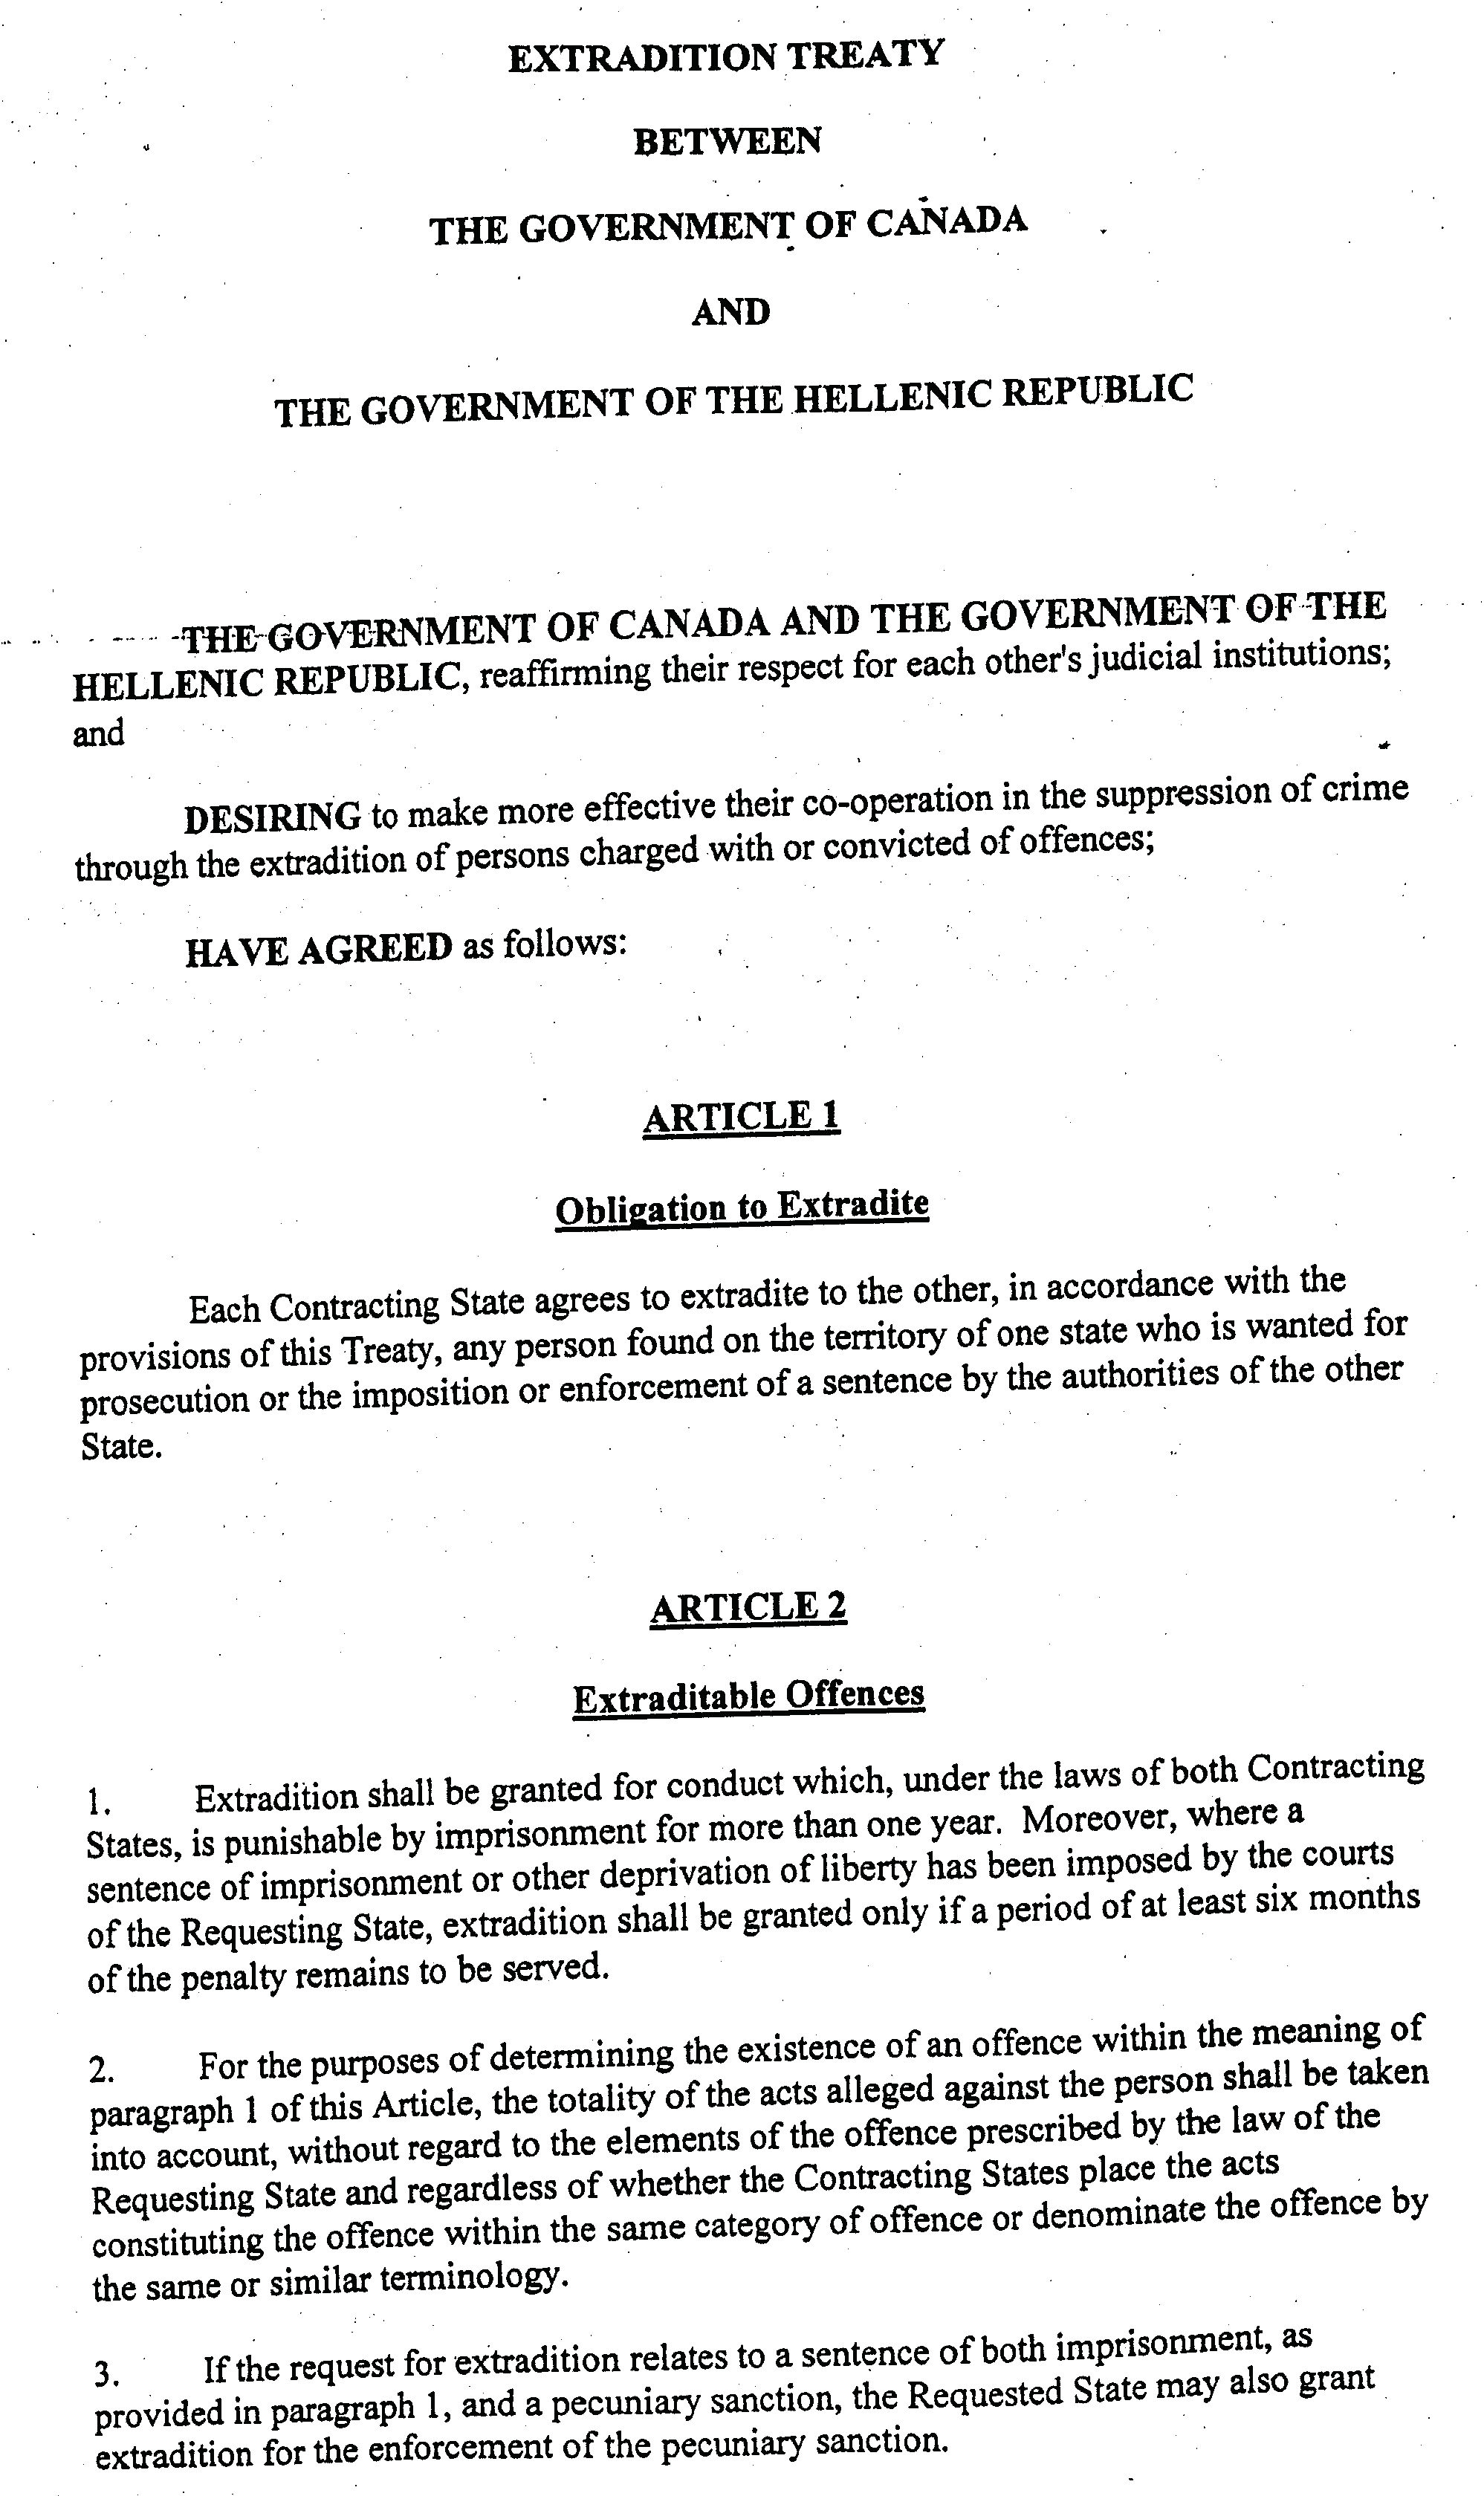 EXTRADITION TREATY
BETWEEN
THE GOVERNMENT OF CANADA
AND
THE GOVERNMENT OF THE HELLENIC REPUBLIC
THE GOVERNMENT OF CANADA AND THE GOVERNMENT OF THE
HELLENIC REPUBLIC, reaffirming their respect for each other's judicial institutions;
and
DESIRING to make more effective their co-operation in the suppression of crime
through the extradition of persons charged with or convicted of offences;
HAVE AGREED as follows:
ARTICLE 1
Obligation to Extradite
Each Contracting State agrees to extradite to the other, in accordance with the
provisions of this Treaty, any person found on the territory of one state who is wanted for
prosecution or the imposition or enforcement of a sentence by the authorities of the other
State.
ARTICLE 2
Extraditable Offences
1. Extradition shall be granted for conduct which, under the laws of both Contracting
States, is punishable by imprisonment for more than one year. Moreover, where a
sentence of imprisonment or other deprivation of liberty has been imposed by the courts
of the Requesting State, extradition shall be granted only if a period of at least six months
of the penalty remains to be served.
2. For the purposes of determining the existence of an offence within the meaning of
paragraph 1 of this Article, the totality of the acts alleged against the person shall be taken
into account, without regard to the elements of the offence prescribed by the law of the
Requesting State and regardless of whether the Contracting States place the acts
constituting the offence within the same category of offence or denominate the offence by
the same or similar terminology.
3. If the request for extradition relates to a sentence of both imprisonment, as
provided in paragraph 1, and a pecuniary sanction, the Requested State may also grant
extradition for the enforcement of the pecuniary sanction.